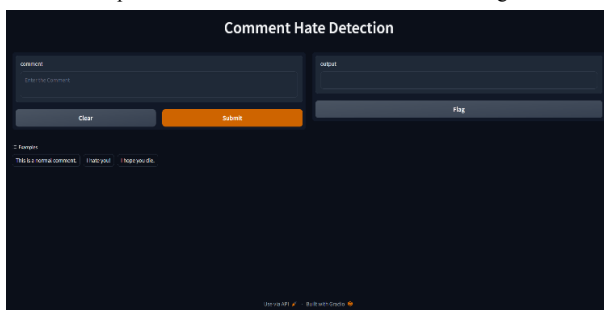 Comment Hate Detection
comment
output
Enter the Comment
Flag
Clear
Submit
Examples
This is a normal comment.
I hate you!
I hope you die.
Use via API
Built with Gradio